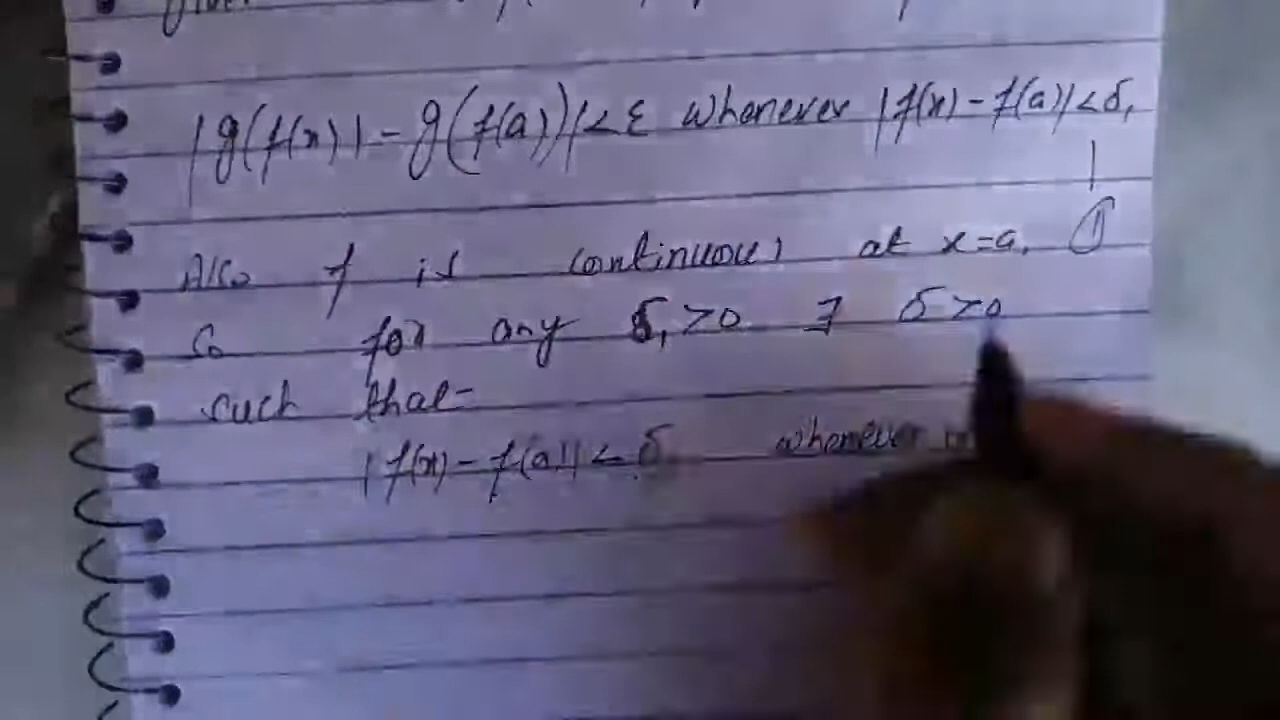 |g(f(x)) - g(f(a))| < ε whenever |f(x) - f(a)| < δ₁
①
Also f is continuous at x=a.
So for any δ₁ > 0 ∃ δ > 0
such that
|f(x) - f(a)| < δ₁ whenever